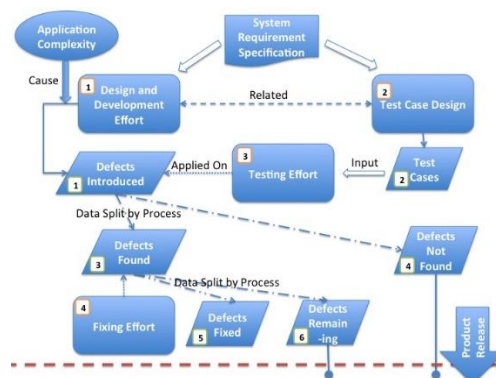 Application
Complexity
System
Requirement
Specification
Cause
1
Design and
Development
Effort
Related
2
Test Case Design
1
Defects
Introduced
Applied On
3
Testing Effort
Input
Test
Cases
2
Data Split by Process
3
Defects
Found
Defects
Not
Found
4
Data Split by Process
4
Fixing Effort
Defects
Fixed
5
Defects
Remain
-ing
6
Product
Release